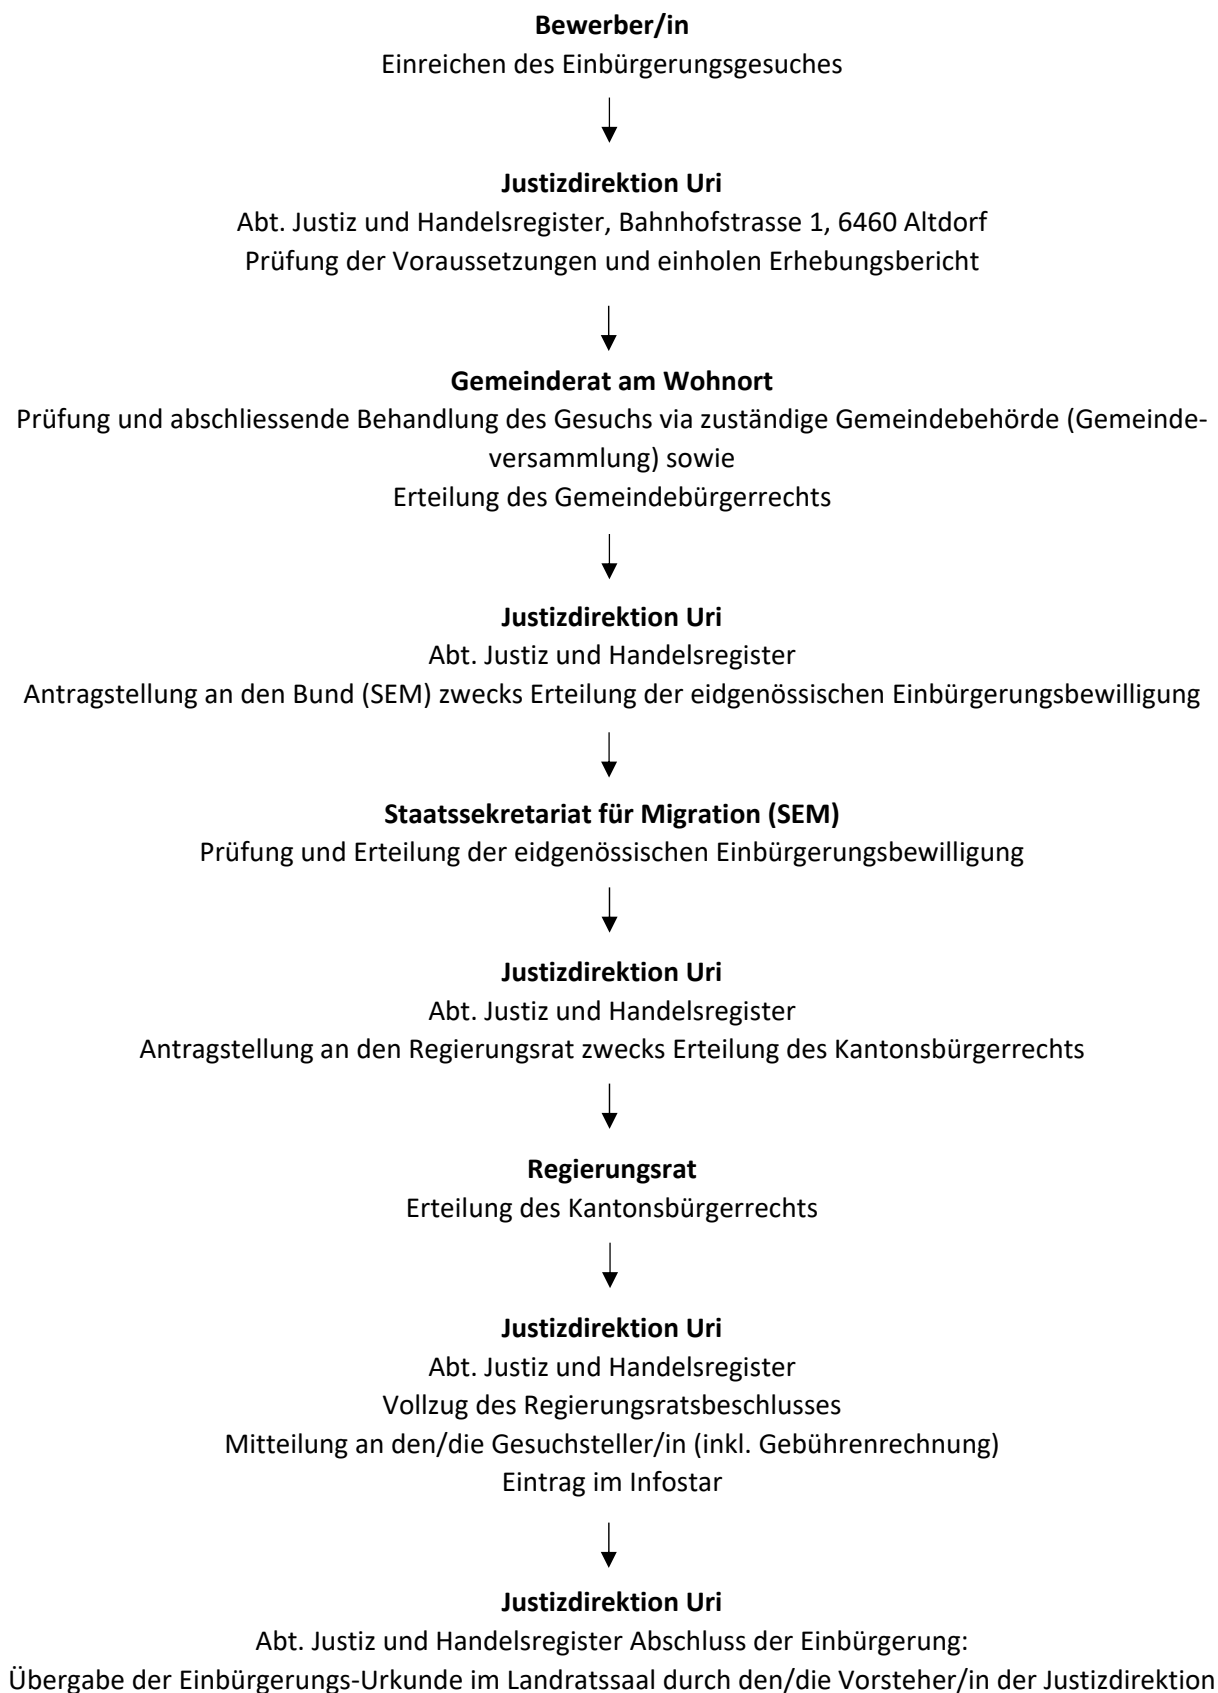 Bewerber/in
Einreichen des Einbürgerungsgesuches
Justizdirektion Uri
Abt. Justiz und Handelsregister, Bahnhofstrasse 1, 6460 Altdorf
Prüfung der Voraussetzungen und einholen Erhebungsbericht
Gemeinderat am Wohnort
Prüfung und abschliessende Behandlung des Gesuchs via zuständige Gemeindebehörde (Gemeinde-
versammlung) sowie
Erteilung des Gemeindebürgerrechts
Justizdirektion Uri
Abt. Justiz und Handelsregister
Antragstellung an den Bund (SEM) zwecks Erteilung der eidgenössischen Einbürgerungsbewilligung
Staatssekretariat für Migration (SEM)
Prüfung und Erteilung der eidgenössischen Einbürgerungsbewilligung
Justizdirektion Uri
Abt. Justiz und Handelsregister
Antragstellung an den Regierungsrat zwecks Erteilung des Kantonsbürgerrechts
Regierungsrat
Erteilung des Kantonsbürgerrechts
Justizdirektion Uri
Abt. Justiz und Handelsregister
Vollzug des Regierungsratsbeschlusses
Mitteilung an den/die Gesuchsteller/in (inkl. Gebührenrechnung)
Eintrag im Infostar
Justizdirektion Uri
Abt. Justiz und Handelsregister Abschluss der Einbürgerung:
Übergabe der Einbürgerungs-Urkunde im Landratssaal durch den/die Vorsteher/in der Justizdirektion